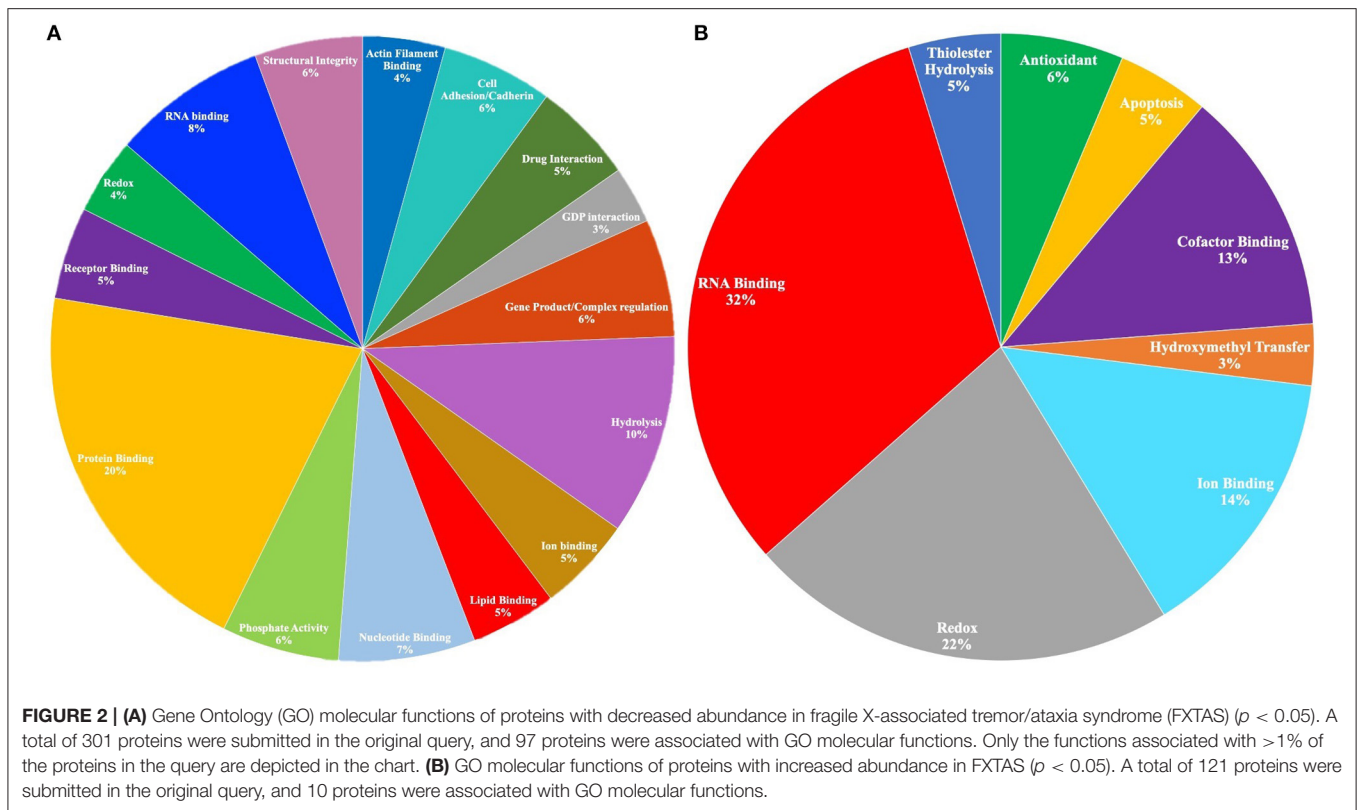 A
Actin Filament
Binding
4%
Cell
Adhesion/Cadherin
6%
Drug Interaction
5%
GDP interaction
3%
Gene Product/Complex regulation
6%
Hydrolysis
10%
Ion binding
5%
Lipid Binding
5%
Nucleotide Binding
7%
Phosphate Activity
6%
Protein Binding
20%
Receptor Binding
5%
Redox
4%
RNA binding
8%
Structural Integrity
6%
B
Antioxidant
6%
Apoptosis
5%
Cofactor Binding
13%
Hydroxymethyl Transfer
3%
Ion Binding
14%
Redox
22%
RNA Binding
32%
Thiolester
Hydrolysis
5%
FIGURE 2 | (A) Gene Ontology (GO) molecular functions of proteins with decreased abundance in fragile X-associated tremor/ataxia syndrome (FXTAS) (p < 0.05). A
total of 301 proteins were submitted in the original query, and 97 proteins were associated with GO molecular functions. Only the functions associated with >1% of
the proteins in the query are depicted in the chart. (B) GO molecular functions of proteins with increased abundance in FXTAS (p < 0.05). A total of 121 proteins were
submitted in the original query, and 10 proteins were associated with GO molecular functions.